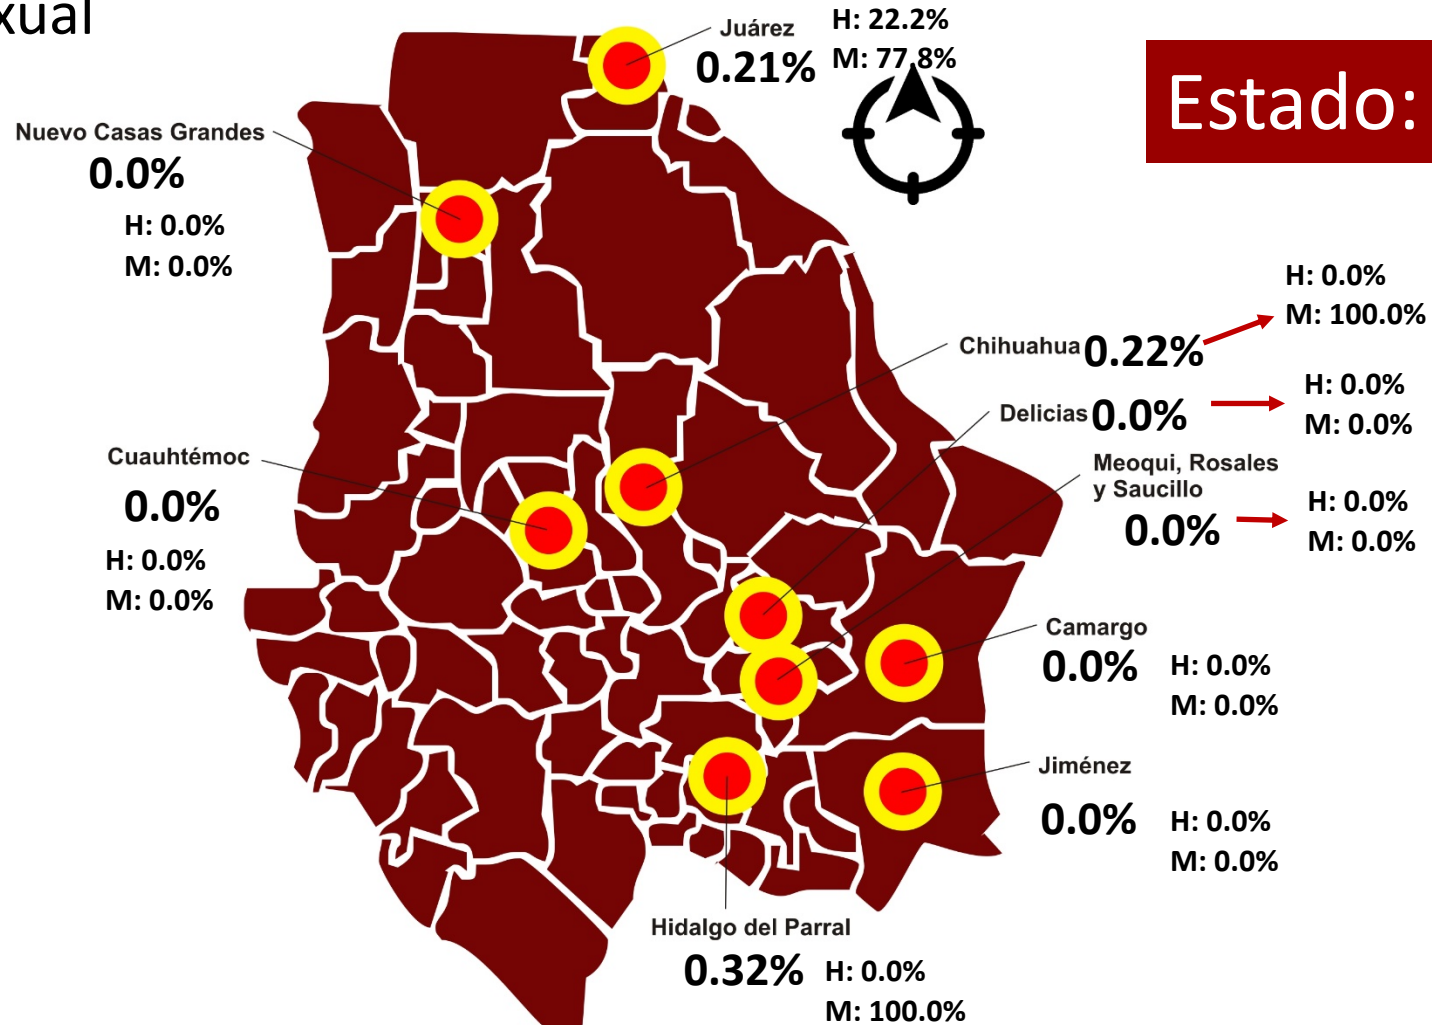 xual
Juárez
0.21%
H: 22.2%
M: 77.8%
Estado:
Nuevo Casas Grandes
0.0%
H: 0.0%
M: 0.0%
Chihuahua 0.22%
H: 0.0%
M: 100.0%
Delicias 0.0%
H: 0.0%
M: 0.0%
Meoqui, Rosales
y Saucillo
0.0%
H: 0.0%
M: 0.0%
Cuauhtémoc
0.0%
H: 0.0%
M: 0.0%
Camargo
0.0%
H: 0.0%
M: 0.0%
Jiménez
0.0%
H: 0.0%
M: 0.0%
Hidalgo del Parral
0.32%
H: 0.0%
M: 100.0%